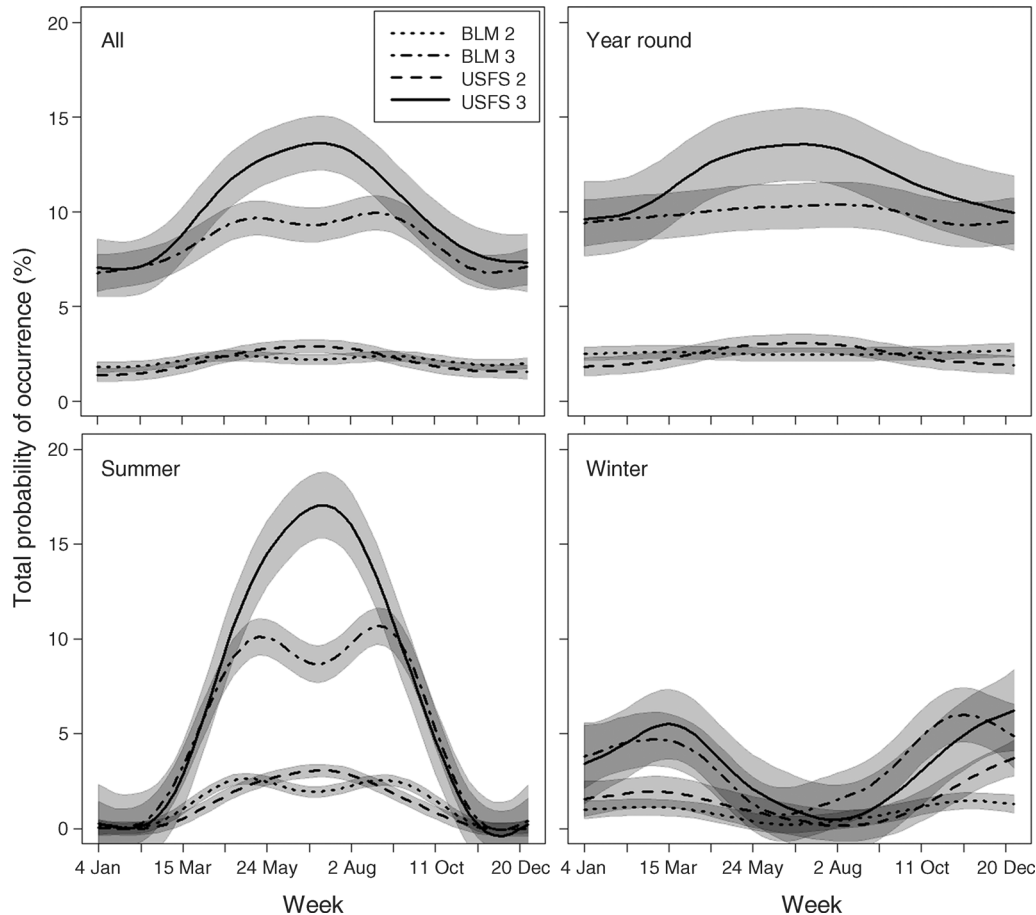 All
BLM 2
BLM 3
USFS 2
USFS 3
Year round
20
15
10
5
0
Summer
Winter
20
15
10
5
0
Total probability of occurrence (%)
4 Jan 15 Mar 24 May 2 Aug 11 Oct 20 Dec
4 Jan 15 Mar 24 May 2 Aug 11 Oct 20 Dec
Week
Week